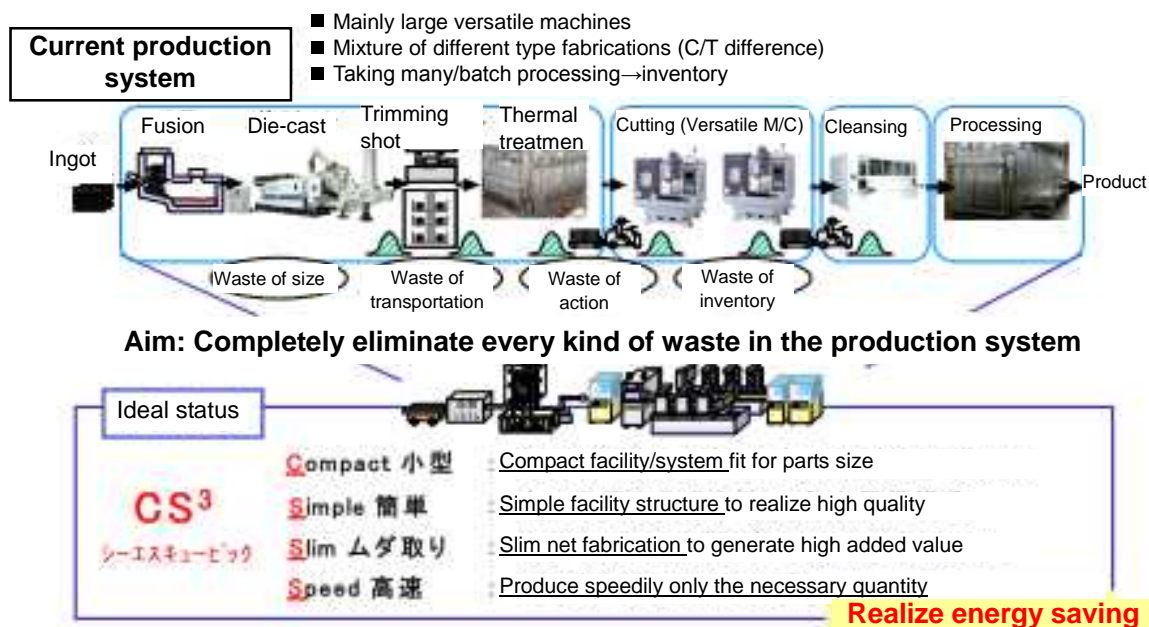 Current production
system
■ Mainly large versatile machines
■ Mixture of different type fabrications (C/T difference)
■ Taking many/batch processing→inventory
Ingot
Fusion
Die-cast
Trimming
shot
Thermal
treatmen
Cutting (Versatile M/C)
Cleansing
Processing
Product
Waste of size
Waste of
transportation
Waste of
action
Waste of
inventory
Aim: Completely eliminate every kind of waste in the production system
Ideal status
CS³
シーエスキュービック
Compact 小型 : Compact facility/system fit for parts size
Simple 簡単 : Simple facility structure to realize high quality
Slim ムダ取り : Slim net fabrication to generate high added value
Speed 高速 : Produce speedily only the necessary quantity
Realize energy saving